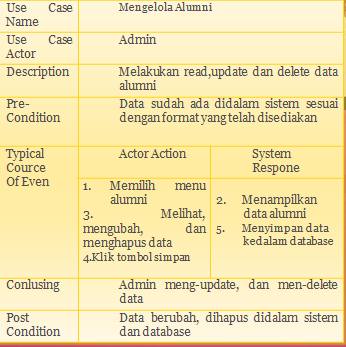 Use Case Mengelola Alumni
Name
Use Case Admin
Actor
Description Melakukan read,update dan delete data
alumni
Pre- Data sudah ada didalam sistem sesuai
Condition dengan format yang telah disediakan
Typical Actor Action System
Cource Respone
Of Even
1. Memilih menu
alumni
3. Melihat,
mengubah, dan
menghapus data
4.Klik tombol simpan
2. Menampilkan
data alumni
5. Menyimpan data
kedalam database
Conlusing Admin meng-update, dan men-delete
data
Post Data berubah, dihapus didalam sistem
Condition dan database